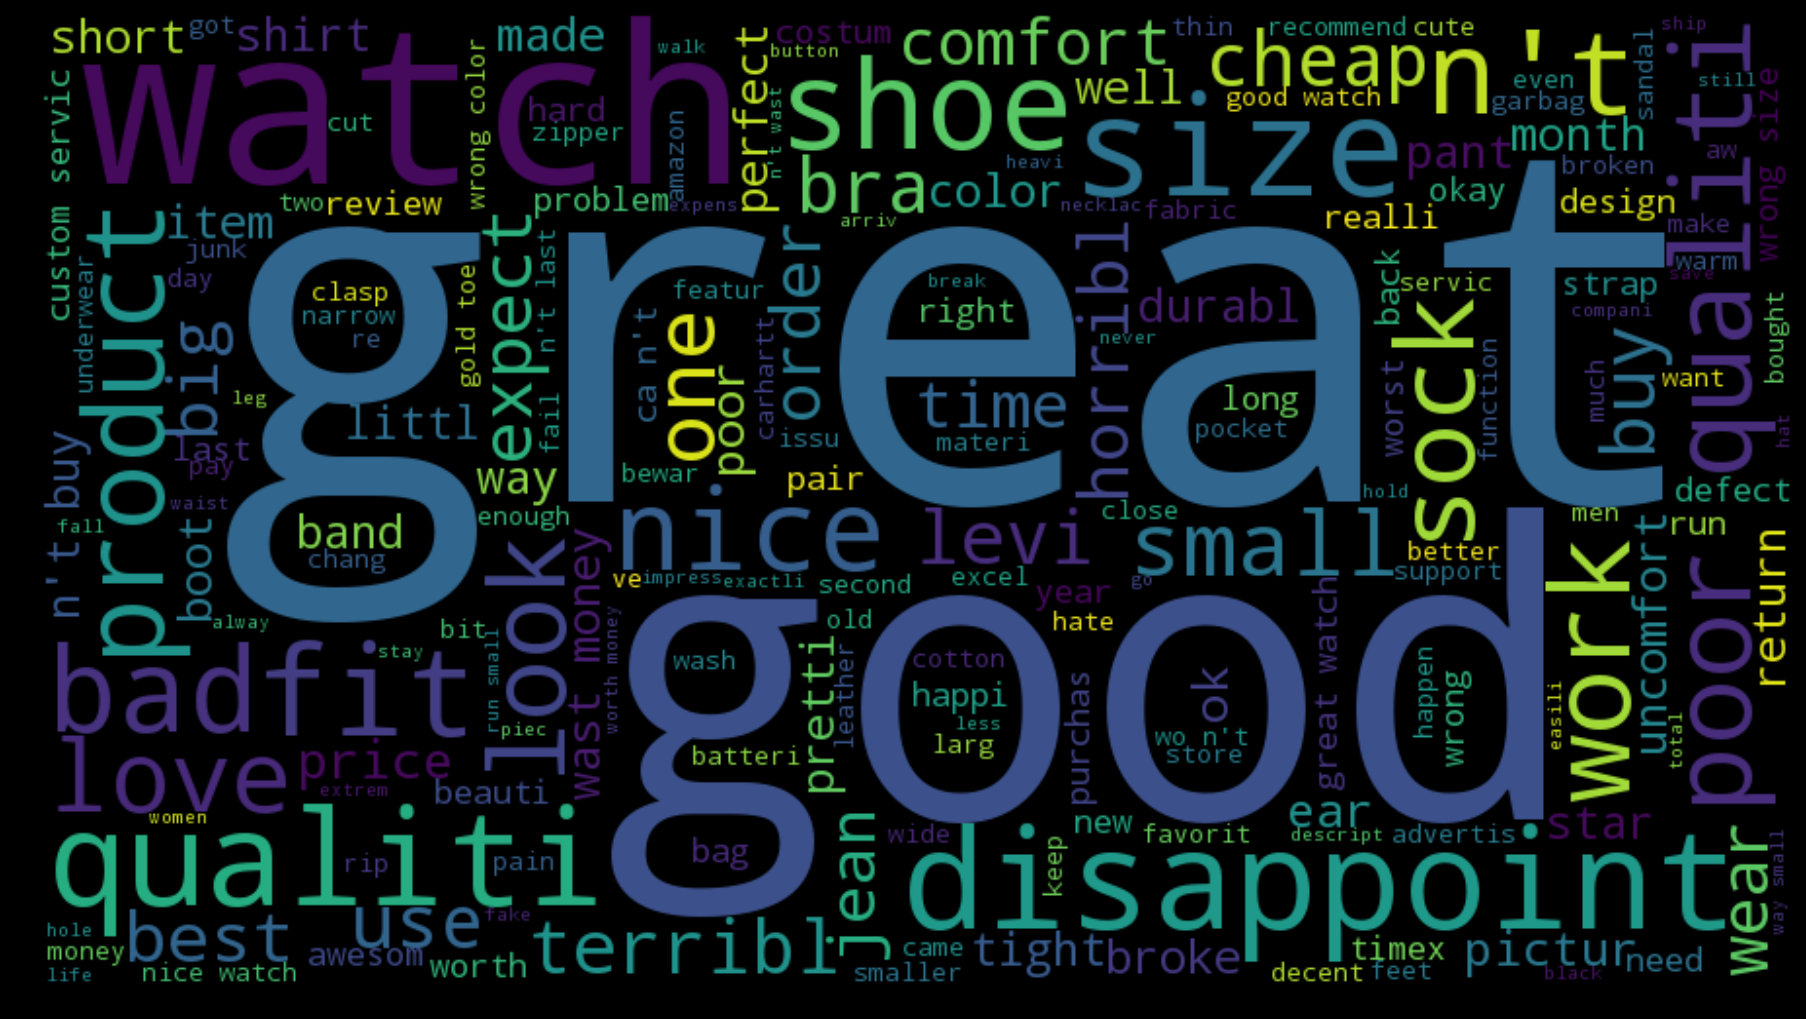 short
got
shirt
made
walk
perfect
costum
button
comfort
thin
recommend
cute
ship
watch
cut
wrong color
hard
zipper
amazon
n't wast
shoe
well
good watch
cheap
n't
even
garbag
sandal
still
custom servic
size
pant
month
broken
aw
wrong size
qualiti
heavi
bra
color
necklac
fabric
okay
design
realli
make
warm
save
two
review
problem
expens
arriv
item
junk
day
underwear
product
big
great
clasp
narrow
re
gold toe
expect
n't last
fail
featur
ca n't
one
poor
carhartt
order
issu
break
right
never
horribl
durabl
back
servic
sock
strap
compani
bought
want
buy
much
function
worst
long
pocket
time
materi
leg
littl
last
pay
waist
n't buy
fall
boot
band
chang
way
enough
bewar
pair
nice
levi
close
small
hold
hat
defect
men
run
better
support
work
uncomfort
poor
return
look
wast money
ve
impress
exactli
second
excel
year
go
hate
old
alway
bit
stay
run small
worth money
piec
bad
fit
good
wash
batteri
pretti
leather
cotton
happi
less
larg
purchas
ok
wo n't
store
great watch
happen
wrong
easili
total
love
price
extrem
beauti
women
qualiti
rip
pain
bag
jean
wide
keep
new
favorit
ear
descript
advertis
star
disappoint
wear
way small
hole
money
life
best
nice watch
use
fake
awesom
worth
terribl
came
smaller
tight
broke
decent
timex
feet
pictur
black
need